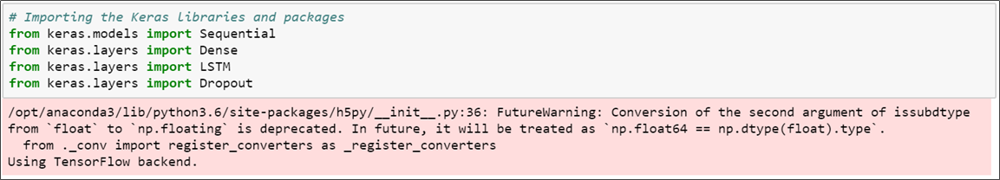 # Importing the Keras libraries and packages
from keras.models import Sequential
from keras.layers import Dense
from keras.layers import LSTM
from keras.layers import Dropout
/opt/anaconda3/lib/python3.6/site-packages/h5py/__init__.py:36: FutureWarning: Conversion of the second argument of issubdtype
from `float` to `np.floating` is deprecated. In future, it will be treated as `np.float64 == np.dtype(float).type`.
  from ._conv import register_converters as _register_converters
Using TensorFlow backend.